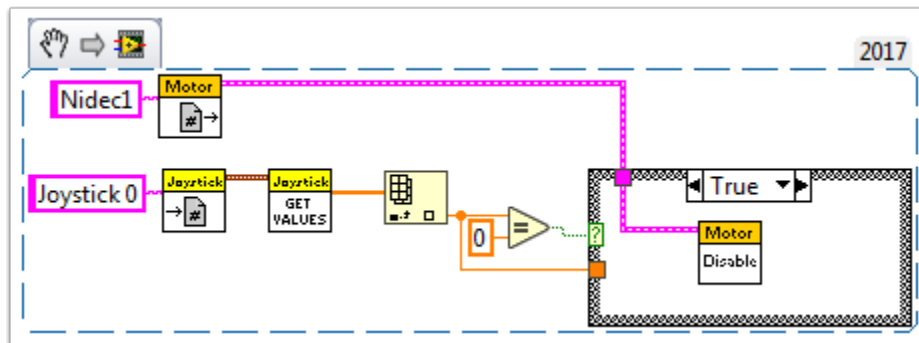 2017
Motor
Nidec1
#
Joystick
Joystick
Joystick 0
#
GET
VALUES
0
=
?
True
Motor
Disable